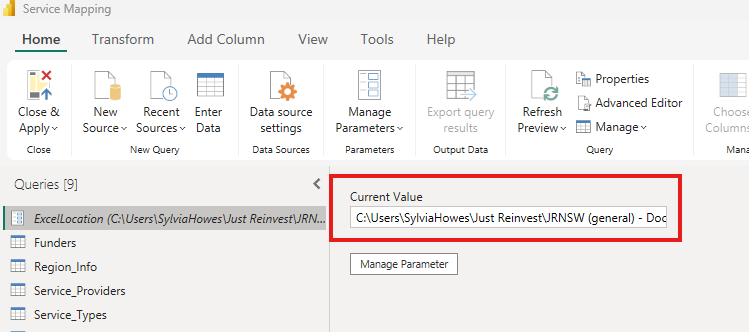 Service Mapping
Home Transform Add Column View Tools Help
Close & Apply
New Source
Recent Sources
Enter Data
Data source settings
Manage Parameters
Export query results
Refresh Preview
Properties
Advanced Editor
Manage
Choose Columns
Close New Query Data Sources Parameters Output Data Query
Queries [9]
ExcelLocation (C:\Users\SylviaHowes\Just Reinvest\JRN...
Funders
Region_Info
Service_Providers
Service_Types
Current Value
C:\Users\SylviaHowes\Just Reinvest\JRNSW (general) - Doc
Manage Parameter